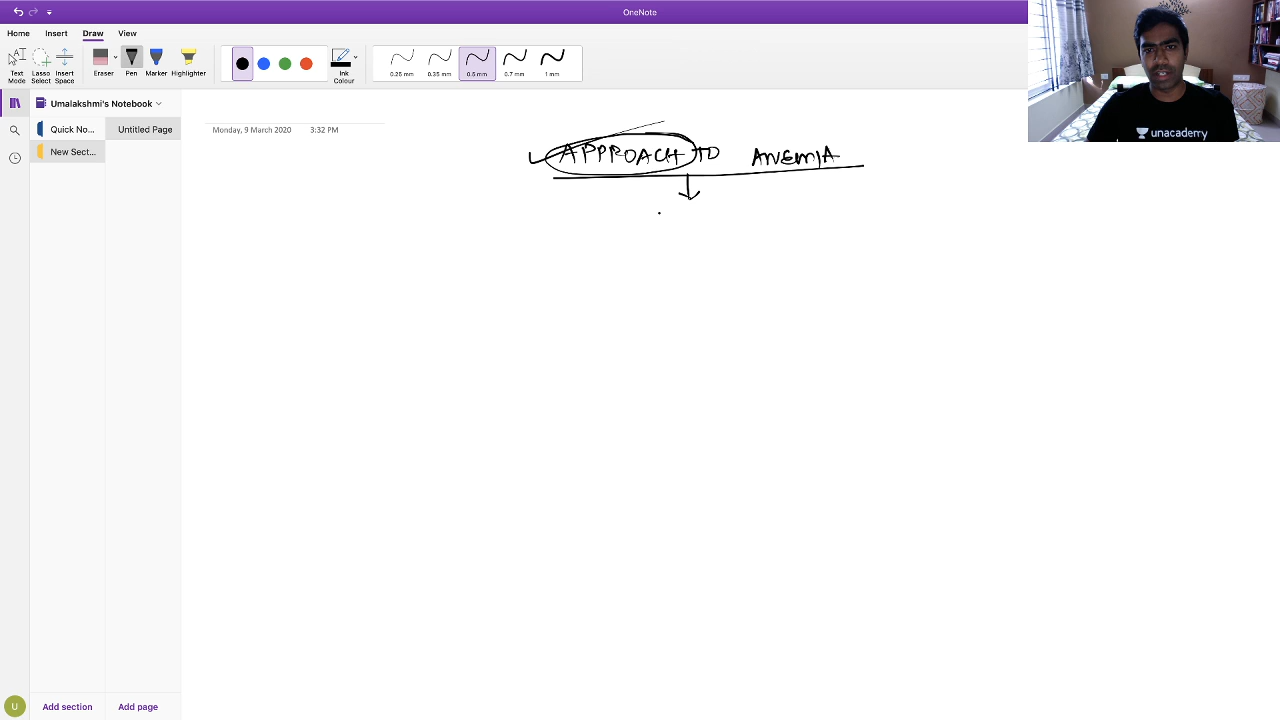 OneNote
Home Insert Draw View
Text Mode
Lasso Select
Insert Space
Eraser
Pen
Marker
Highlighter
Ink Colour
0.25 mm
0.35 mm
0.5 mm
0.7 mm
1 mm
Umalakshmi's Notebook
Quick No...
New Sect...
Untitled Page
Monday, 9 March 2020 3:32 PM
APPROACH TO ANEMIA
unacademy
U
Add section
Add page